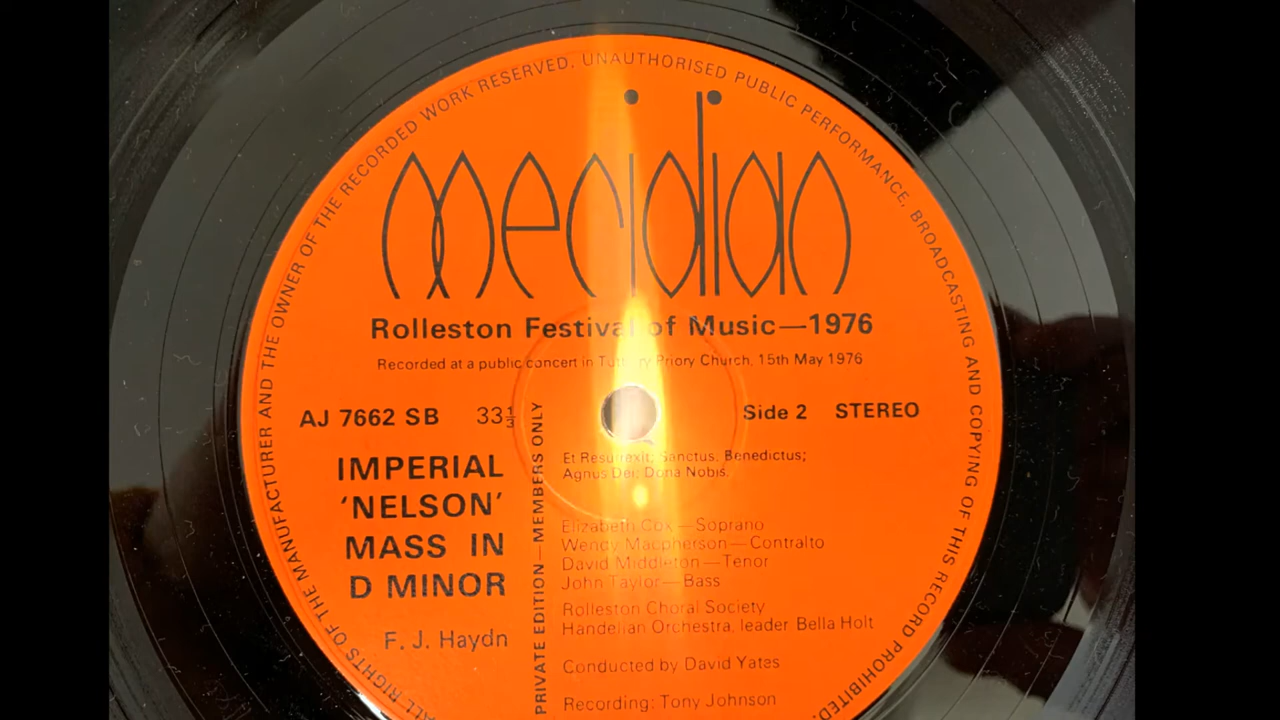 ALL RIGHTS OF THE MANUFACTURER AND THE OWNER OF THE RECORDED WORK RESERVED. UNAUTHORISED PUBLIC PERFORMANCE, BROADCASTING AND COPYING OF THIS RECORD PROHIBITED.
meridian
Rolleston Festival of Music—1976
Recorded at a public concert in Tutbury Priory Church, 15th May 1976
AJ 7662 SB 33⅓ Side 2 STEREO
IMPERIAL
‘NELSON’
MASS IN
D MINOR
F. J. Haydn
PRIVATE EDITION — MEMBERS ONLY
Et Resurrexit; Sanctus, Benedictus;
Agnus Dei; Dona Nobis.
Elizabeth Cox — Soprano
Wendy Macpherson — Contralto
David Middleton — Tenor
John Taylor — Bass
Rolleston Choral Society
Handelian Orchestra, leader Bella Holt
Conducted by David Yates
Recording: Tony Johnson